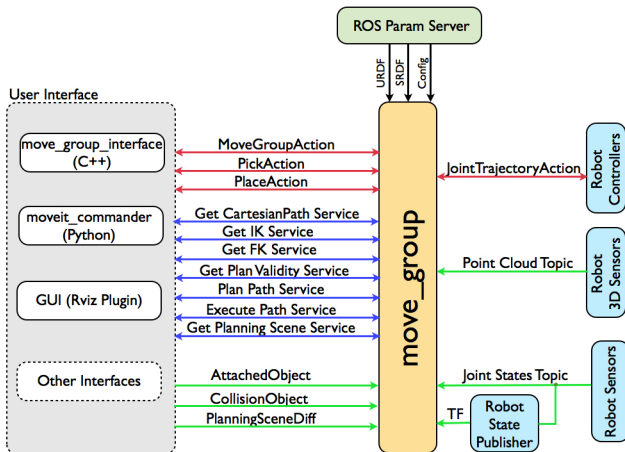 ROS Param Server
URDF
SRDF
Config
User Interface
move_group_interface
(C++)
moveit_commander
(Python)
GUI (Rviz Plugin)
Other Interfaces
MoveGroupAction
PickAction
PlaceAction
Get CartesianPath Service
Get IK Service
Get FK Service
Get Plan Validity Service
Plan Path Service
Execute Path Service
Get Planning Scene Service
AttachedObject
CollisionObject
PlanningSceneDiff
move_group
JointTrajectoryAction
Robot
Controllers
Point Cloud Topic
Robot
3D Sensors
Joint States Topic
Robot Sensors
TF
Robot
State
Publisher